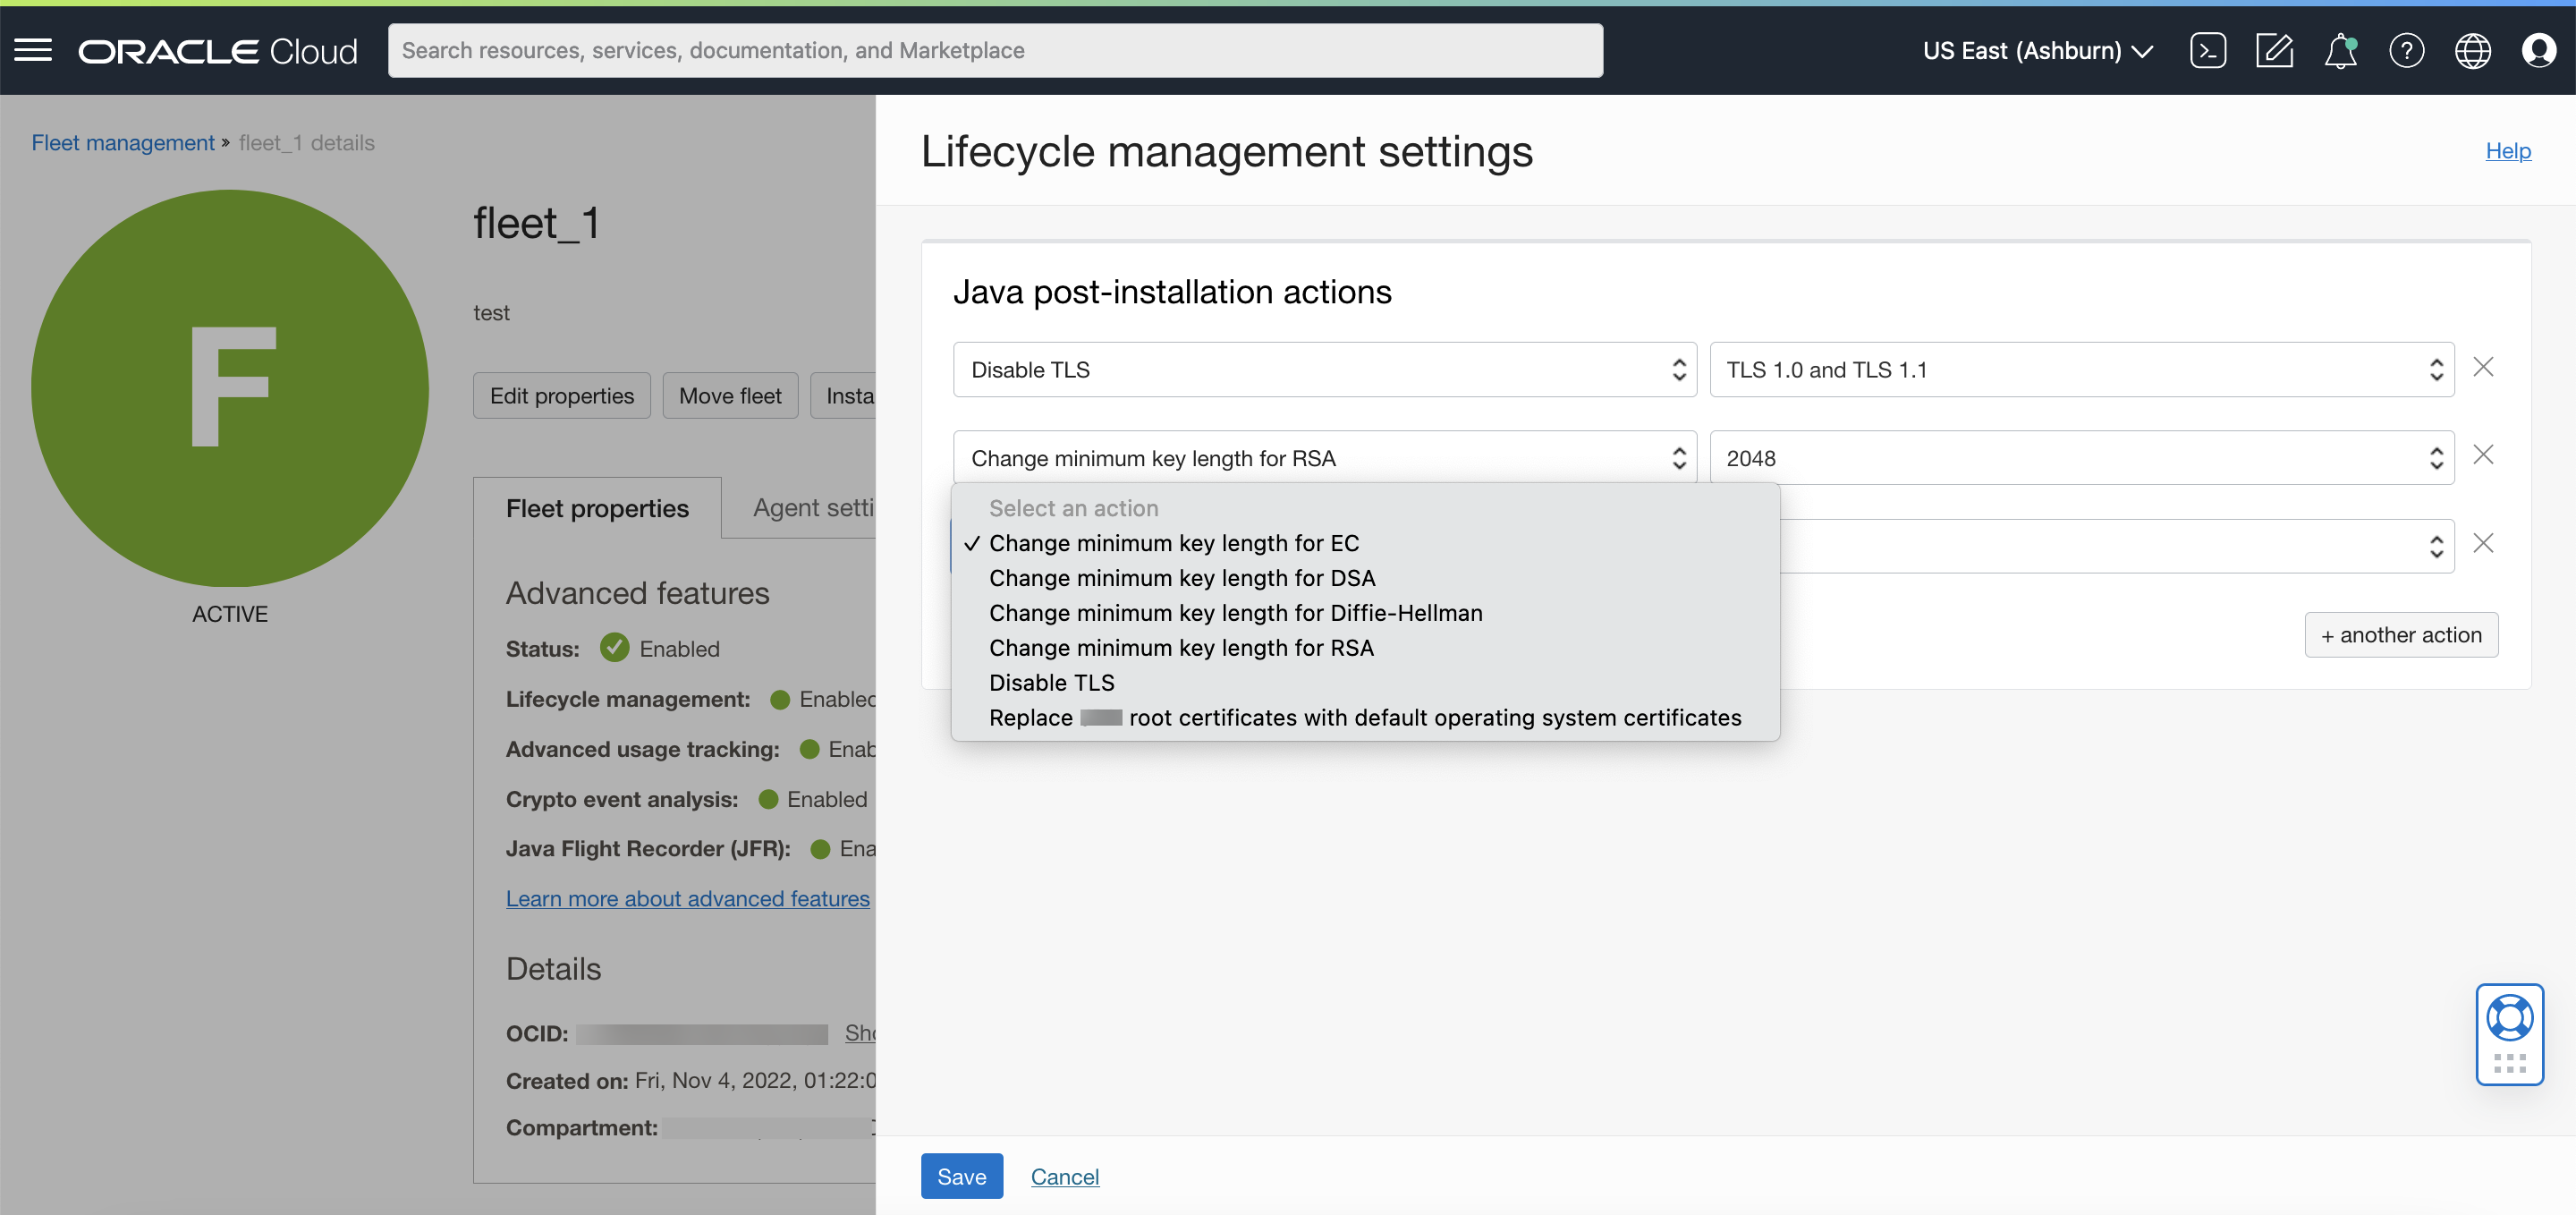 ORACLE Cloud
Search resources, services, documentation, and Marketplace
US East (Ashburn)
Fleet management » fleet_1 details
F
ACTIVE
fleet_1
test
Edit properties
Move fleet
Insta
Fleet properties
Agent setti
Advanced features
Status: Enabled
Lifecycle management: Enabled
Advanced usage tracking: Enab
Crypto event analysis: Enabled
Java Flight Recorder (JFR): Ena
Learn more about advanced features
Details
OCID: Sho
Created on: Fri, Nov 4, 2022, 01:22:0
Compartment:
Lifecycle management settings
Help
Java post-installation actions
Disable TLS
TLS 1.0 and TLS 1.1
Change minimum key length for RSA
2048
Select an action
✓ Change minimum key length for EC
Change minimum key length for DSA
Change minimum key length for Diffie-Hellman
Change minimum key length for RSA
Disable TLS
Replace root certificates with default operating system certificates
+ another action
Save
Cancel